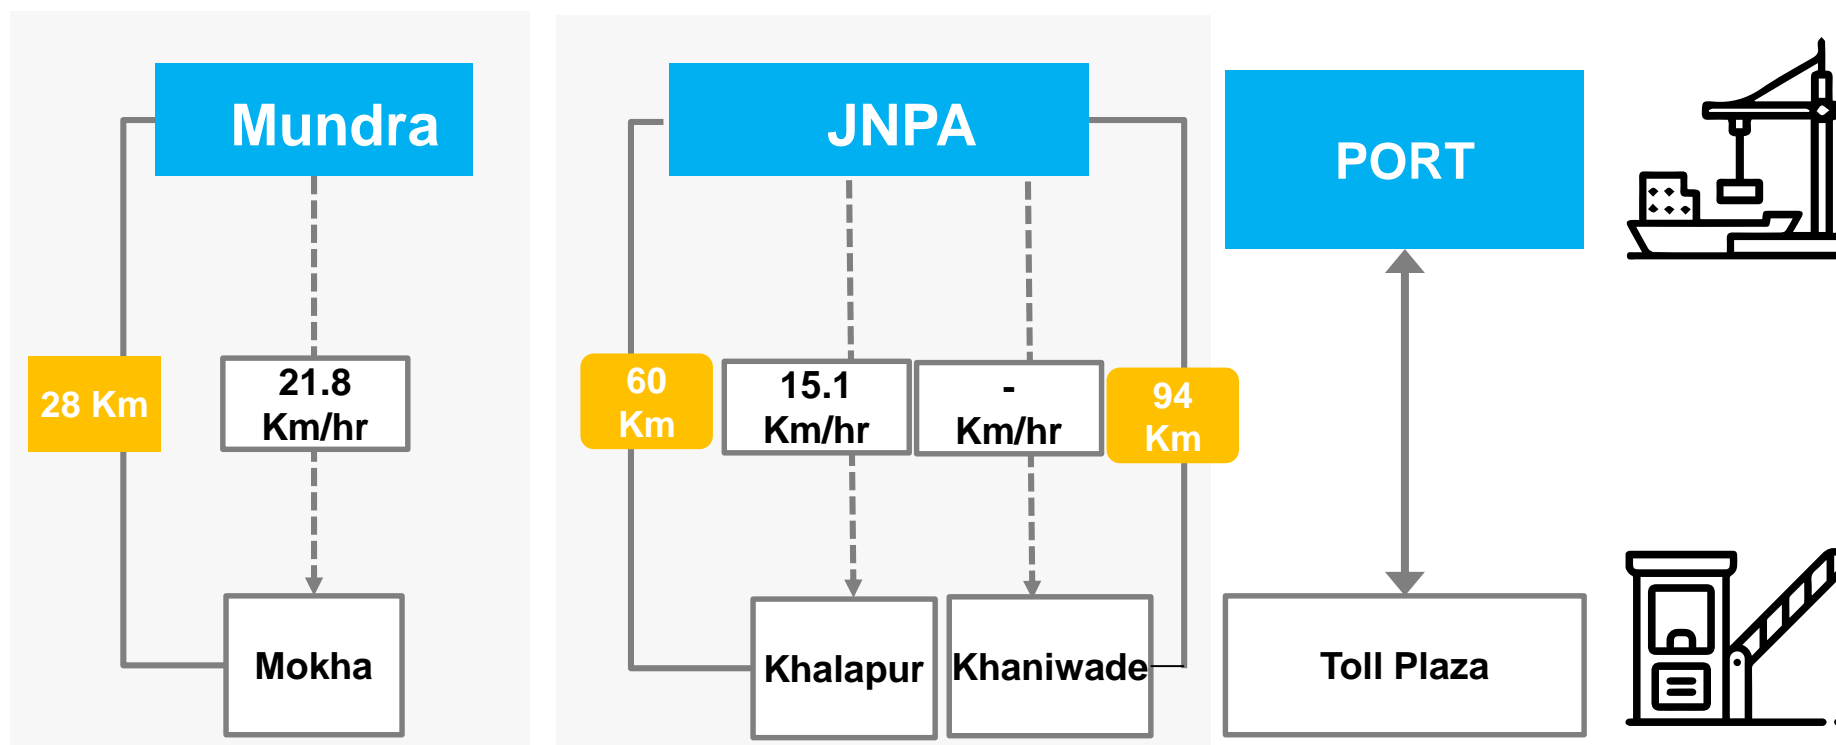 Mundra
JNPA
PORT
28 Km
21.8
Km/hr
60
Km
15.1
Km/hr
-
Km/hr
94
Km
Mokha
Khalapur
Khaniwade
Toll Plaza